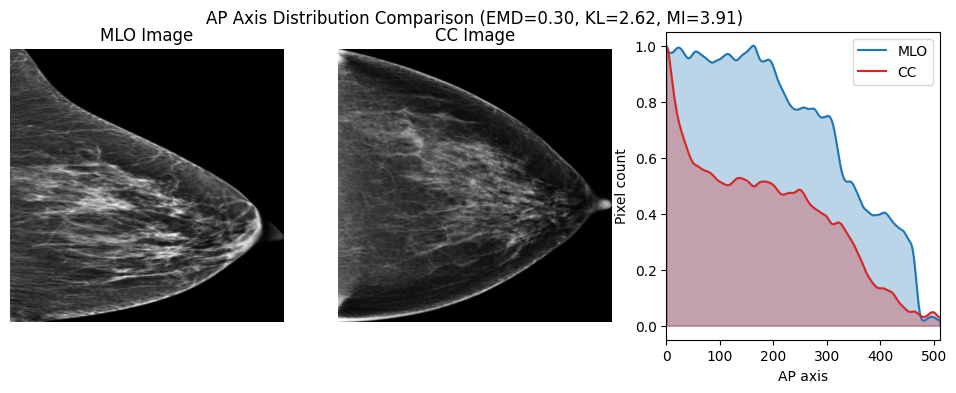 AP Axis Distribution Comparison (EMD=0.30, KL=2.62, MI=3.91)
MLO Image
CC Image
MLO
CC
Pixel count
1.0
0.8
0.6
0.4
0.2
0.0
0 100 200 300 400 500
AP axis